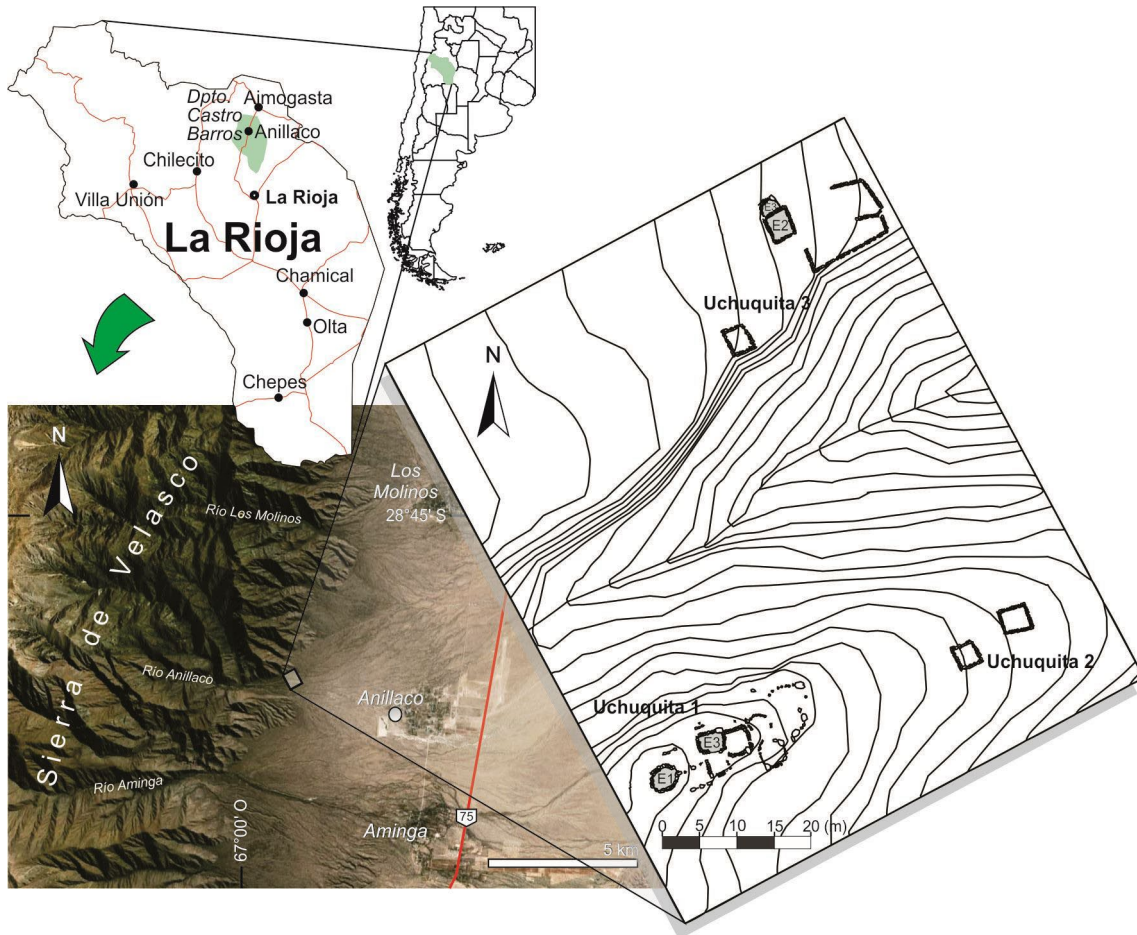 Dpto.
Castro
Barros
Aimogasta
Anillaco
Chilecito
Villa Unión
La Rioja
La Rioja
Chamical
Olta
Chepes
N
Sierra de Velasco
Río Los Molinos
Los
Molinos
28°45' S
Río Anillaco
Anillaco
Río Aminga
67°00' O
Aminga
75
5 km
N
E3
E2
Uchuquita 3
Uchuquita 2
Uchuquita 1
E3
E1
0 5 10 15 20 (m)